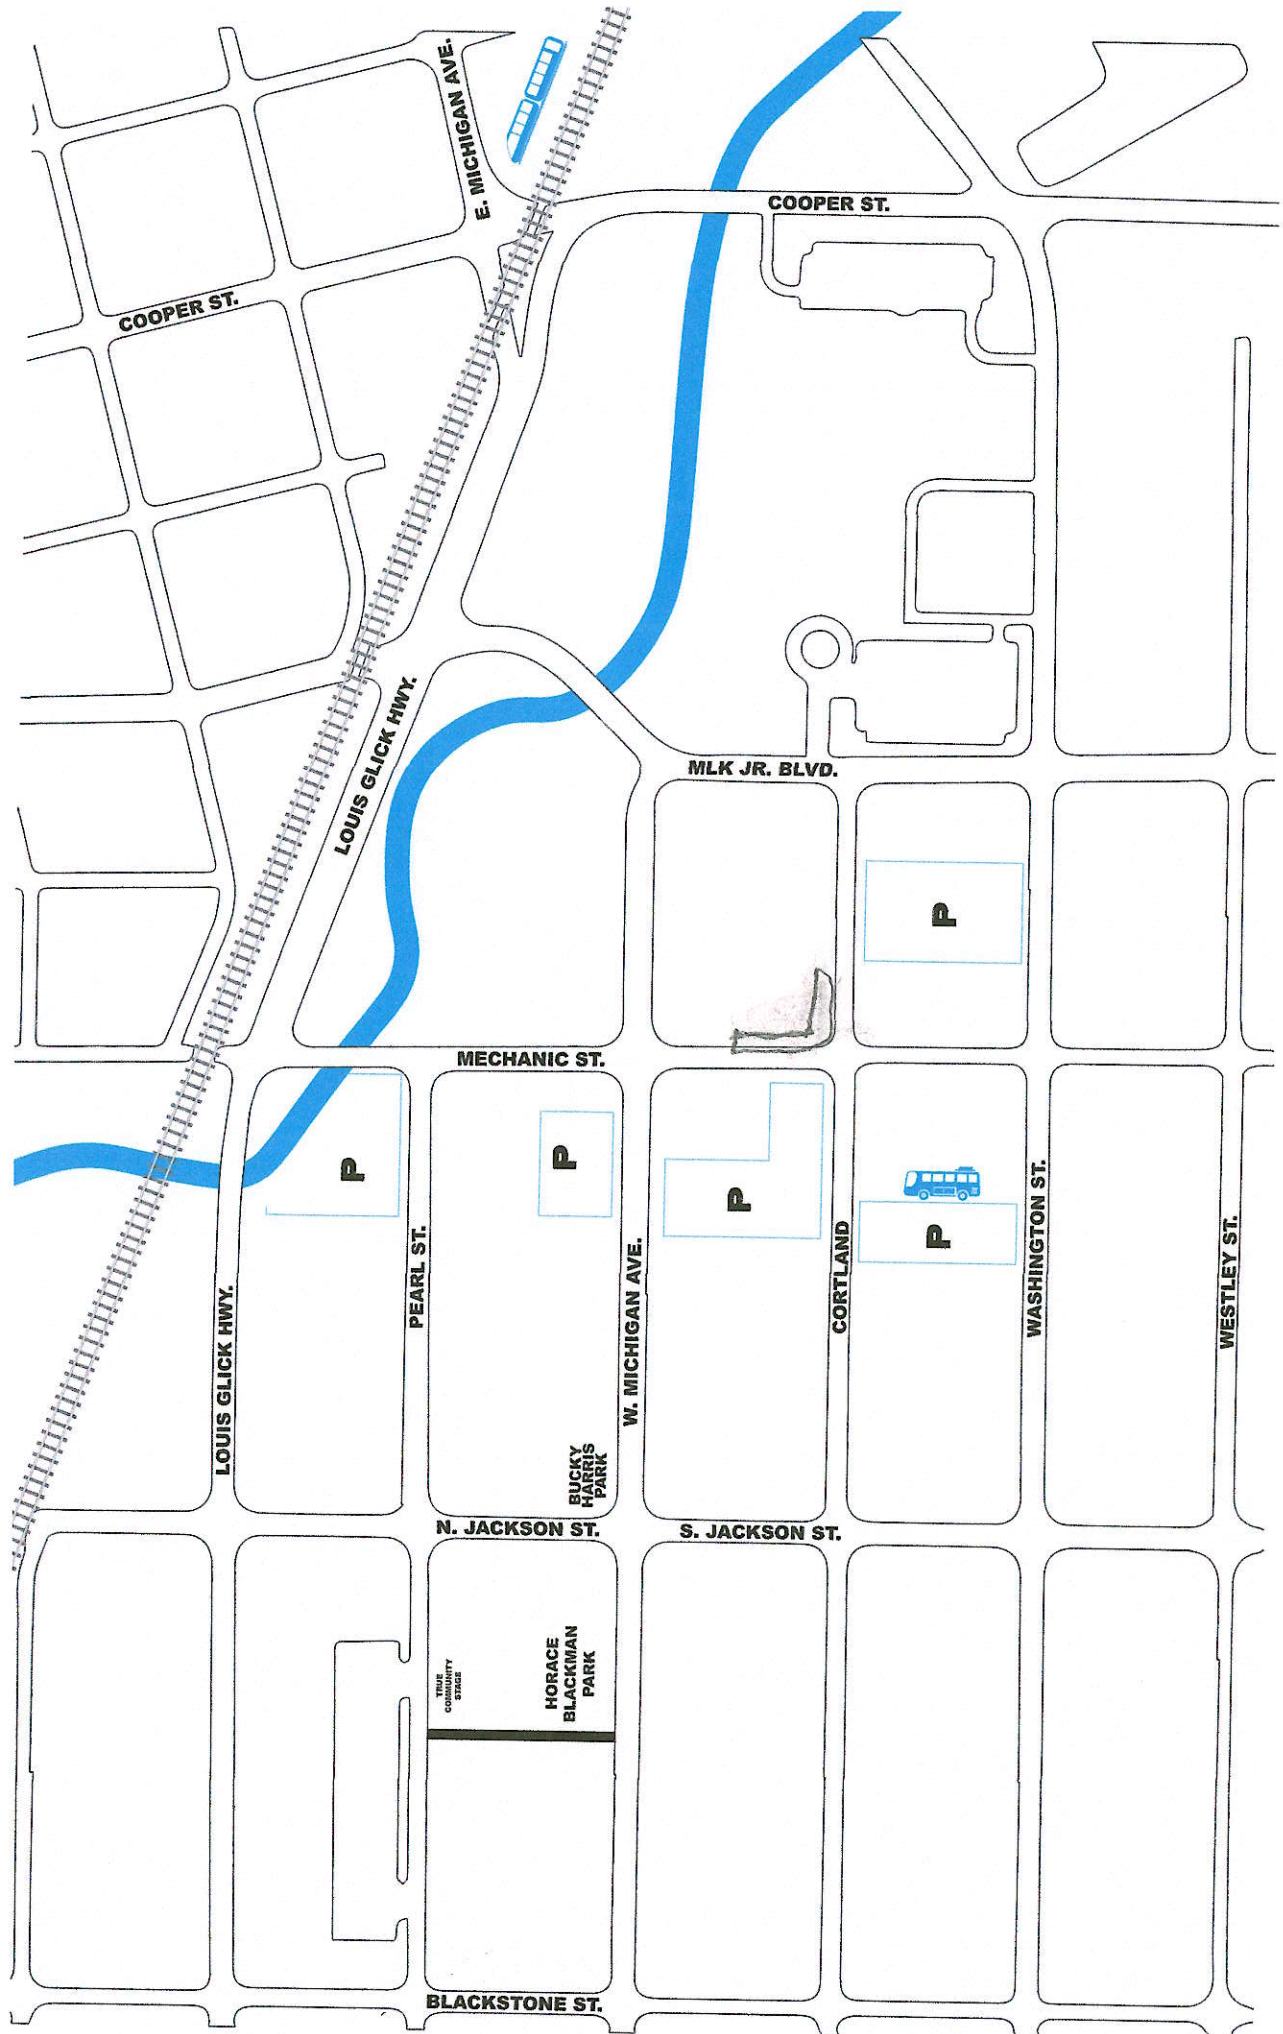 E. MICHIGAN AVE.
COOPER ST.
COOPER ST.
LOUIS GLICK HWY.
MLK JR. BLVD.
P
MECHANIC ST.
P
P
P
P
PEARL ST.
W. MICHIGAN AVE.
CORTLAND
WASHINGTON ST.
WESTLEY ST.
LOUIS GLICK HWY.
BUCKY
HARRIS
PARK
N. JACKSON ST.
S. JACKSON ST.
TRUE
COMMUNITY
STAGE
HORACE
BLACKMAN
PARK
BLACKSTONE ST.